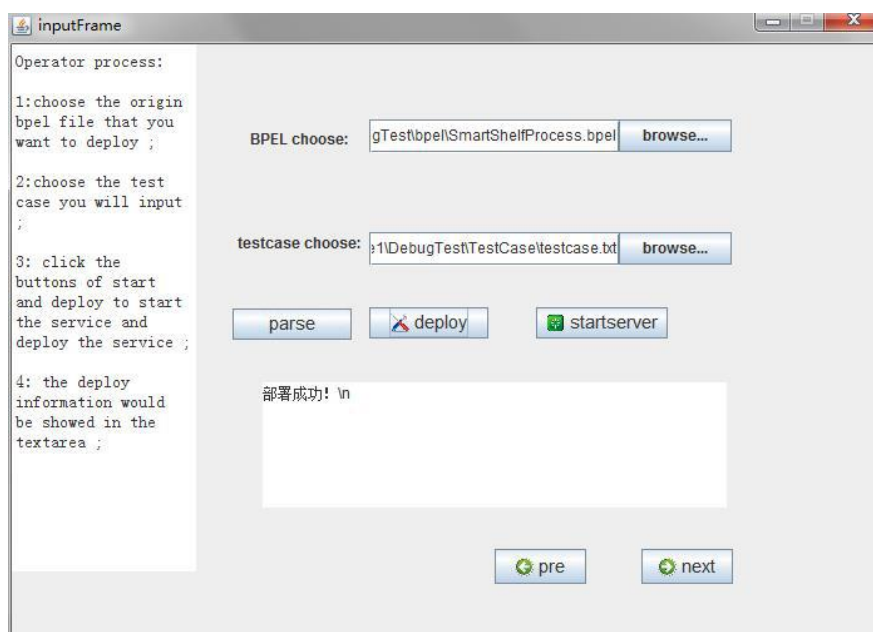 inputFrame
Operator process:
1:choose the origin
bpel file that you
want to deploy ;
2:choose the test
case you will input
;
3: click the
buttons of start
and deploy to start
the service and
deploy the service ;
4: the deploy
information would
be showed in the
textarea ;
BPEL choose: gTest\bpel\SmartShelfProcess.bpel browse...
testcase choose: e1\DebugTest\TestCase\testcase.txt browse...
parse deploy startserver
部署成功! \n
pre next